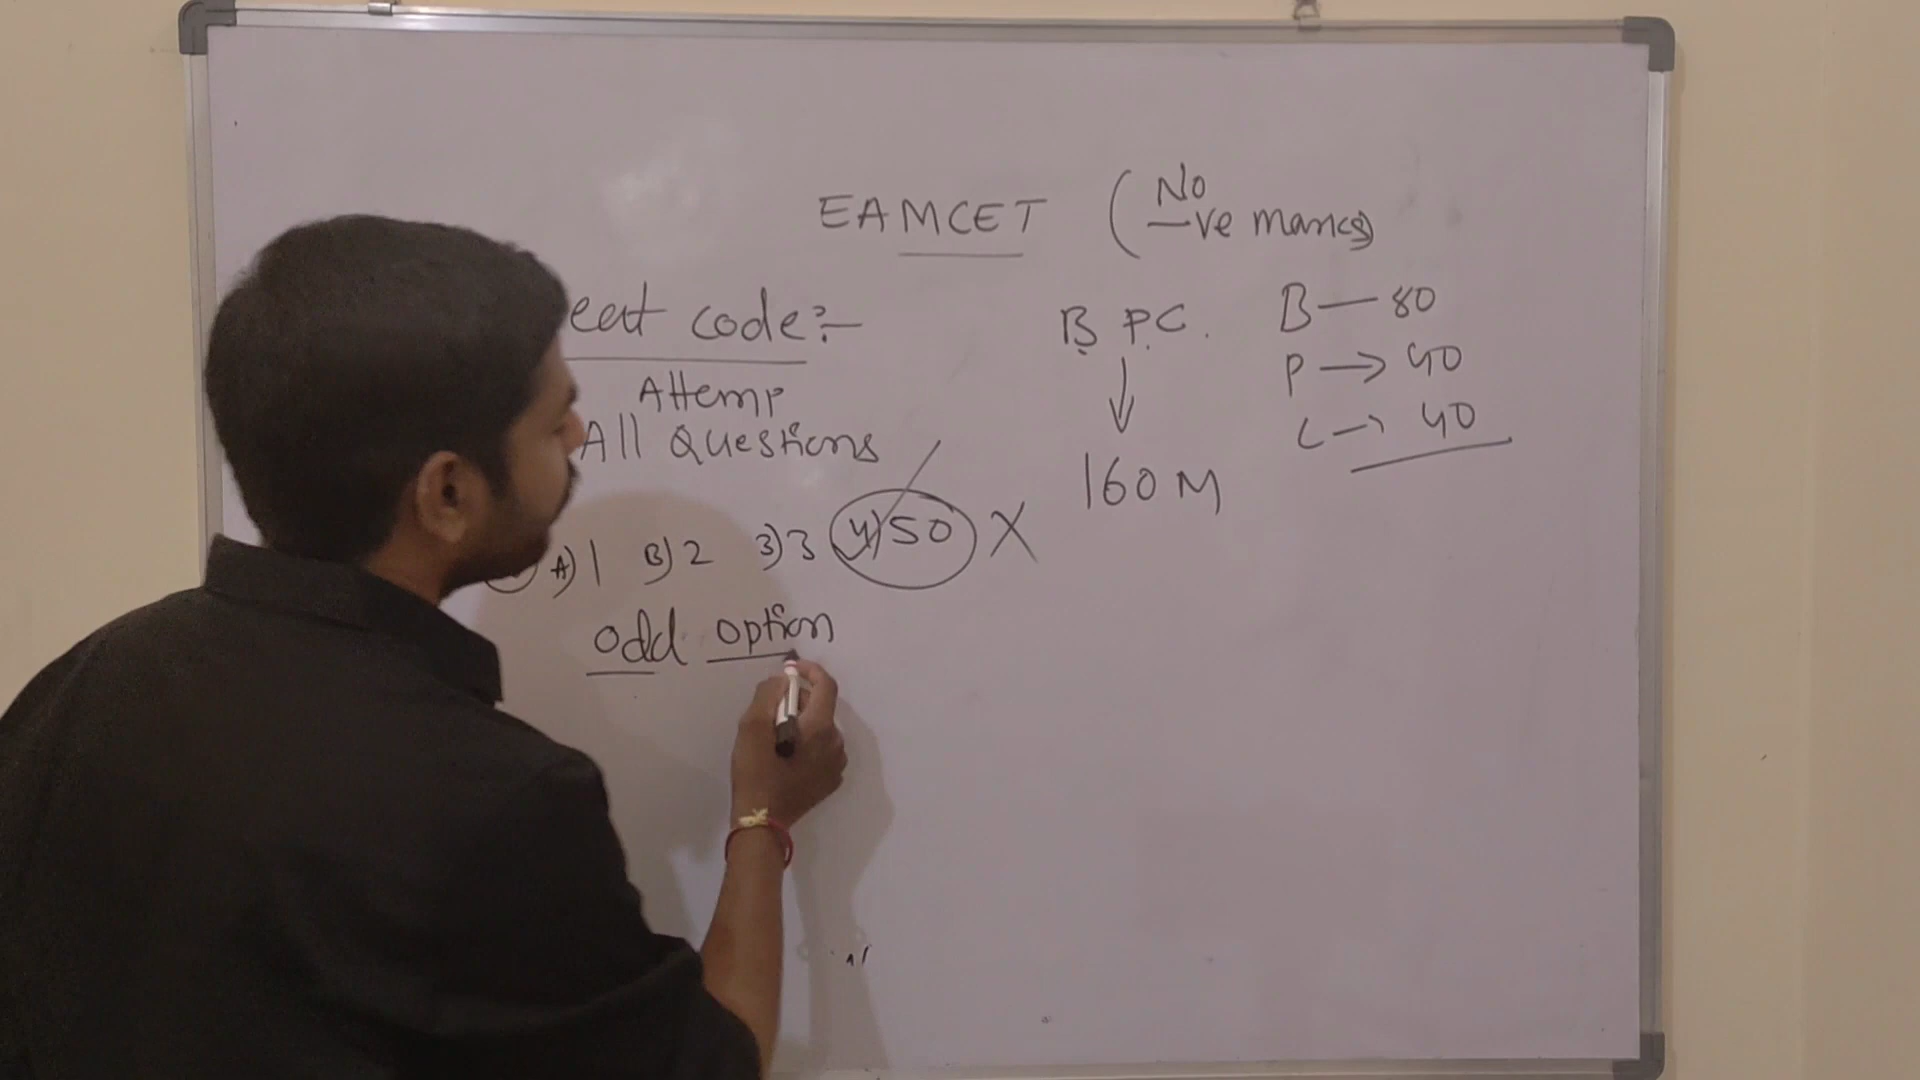 EAMCET (No
-ve marks)
eat code:-
Attemp
All Questions
A) 1 B) 2 3) 3 4) 50 X
odd option
B P C.
160 M
B — 80
P → 40
C → 40